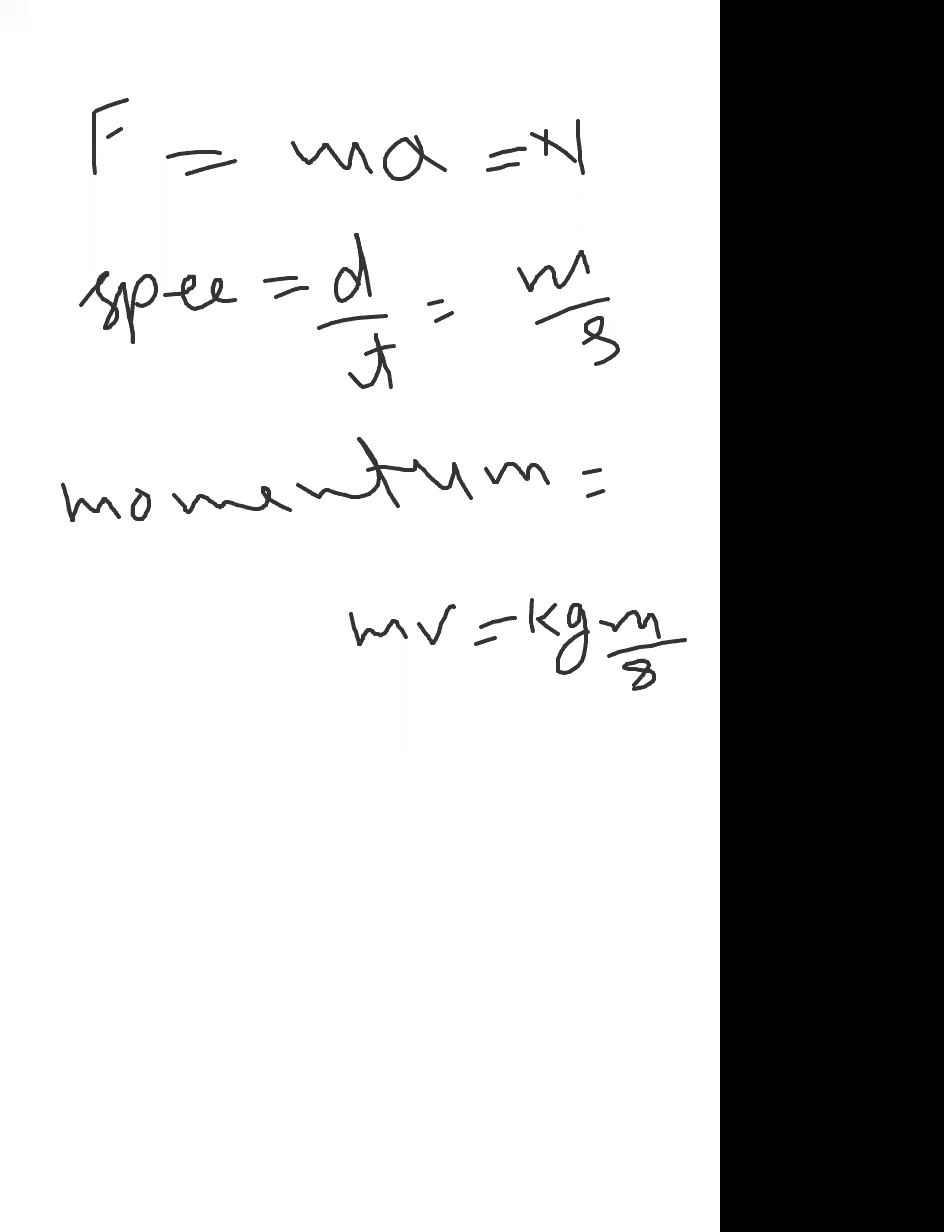 F = ma = N
spee = d/t = m/s
momentum =
mv = kg m/s